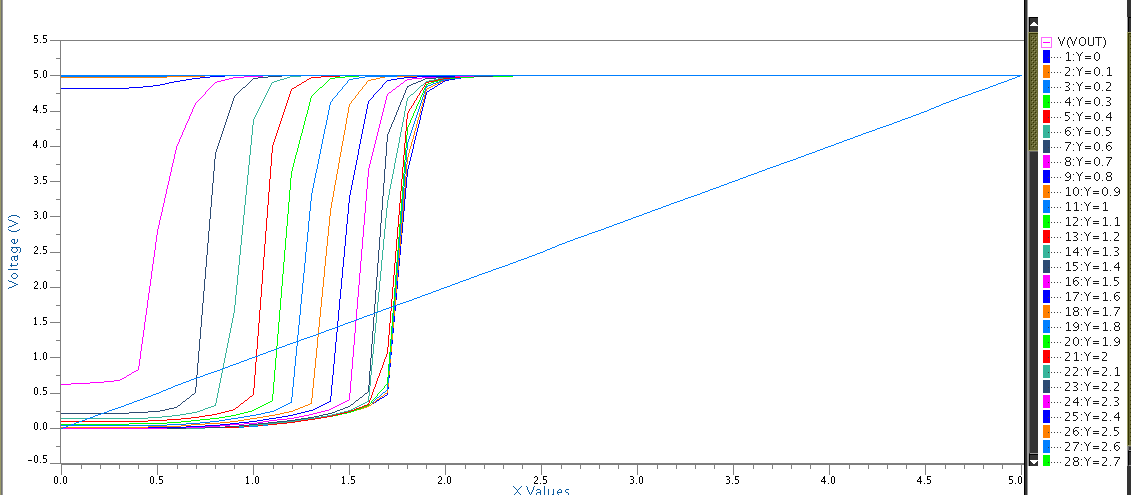 5.5
5.0
4.5
4.0
3.5
3.0
2.5
2.0
1.5
1.0
0.5
0.0
-0.5
Voltage (V)
0.0 0.5 1.0 1.5 2.0 2.5 3.0 3.5 4.0 4.5 5.0
X Values
V(VOUT)
1:Y=0
2:Y=0.1
3:Y=0.2
4:Y=0.3
5:Y=0.4
6:Y=0.5
7:Y=0.6
8:Y=0.7
9:Y=0.8
10:Y=0.9
11:Y=1
12:Y=1.1
13:Y=1.2
14:Y=1.3
15:Y=1.4
16:Y=1.5
17:Y=1.6
18:Y=1.7
19:Y=1.8
20:Y=1.9
21:Y=2
22:Y=2.1
23:Y=2.2
24:Y=2.3
25:Y=2.4
26:Y=2.5
27:Y=2.6
28:Y=2.7